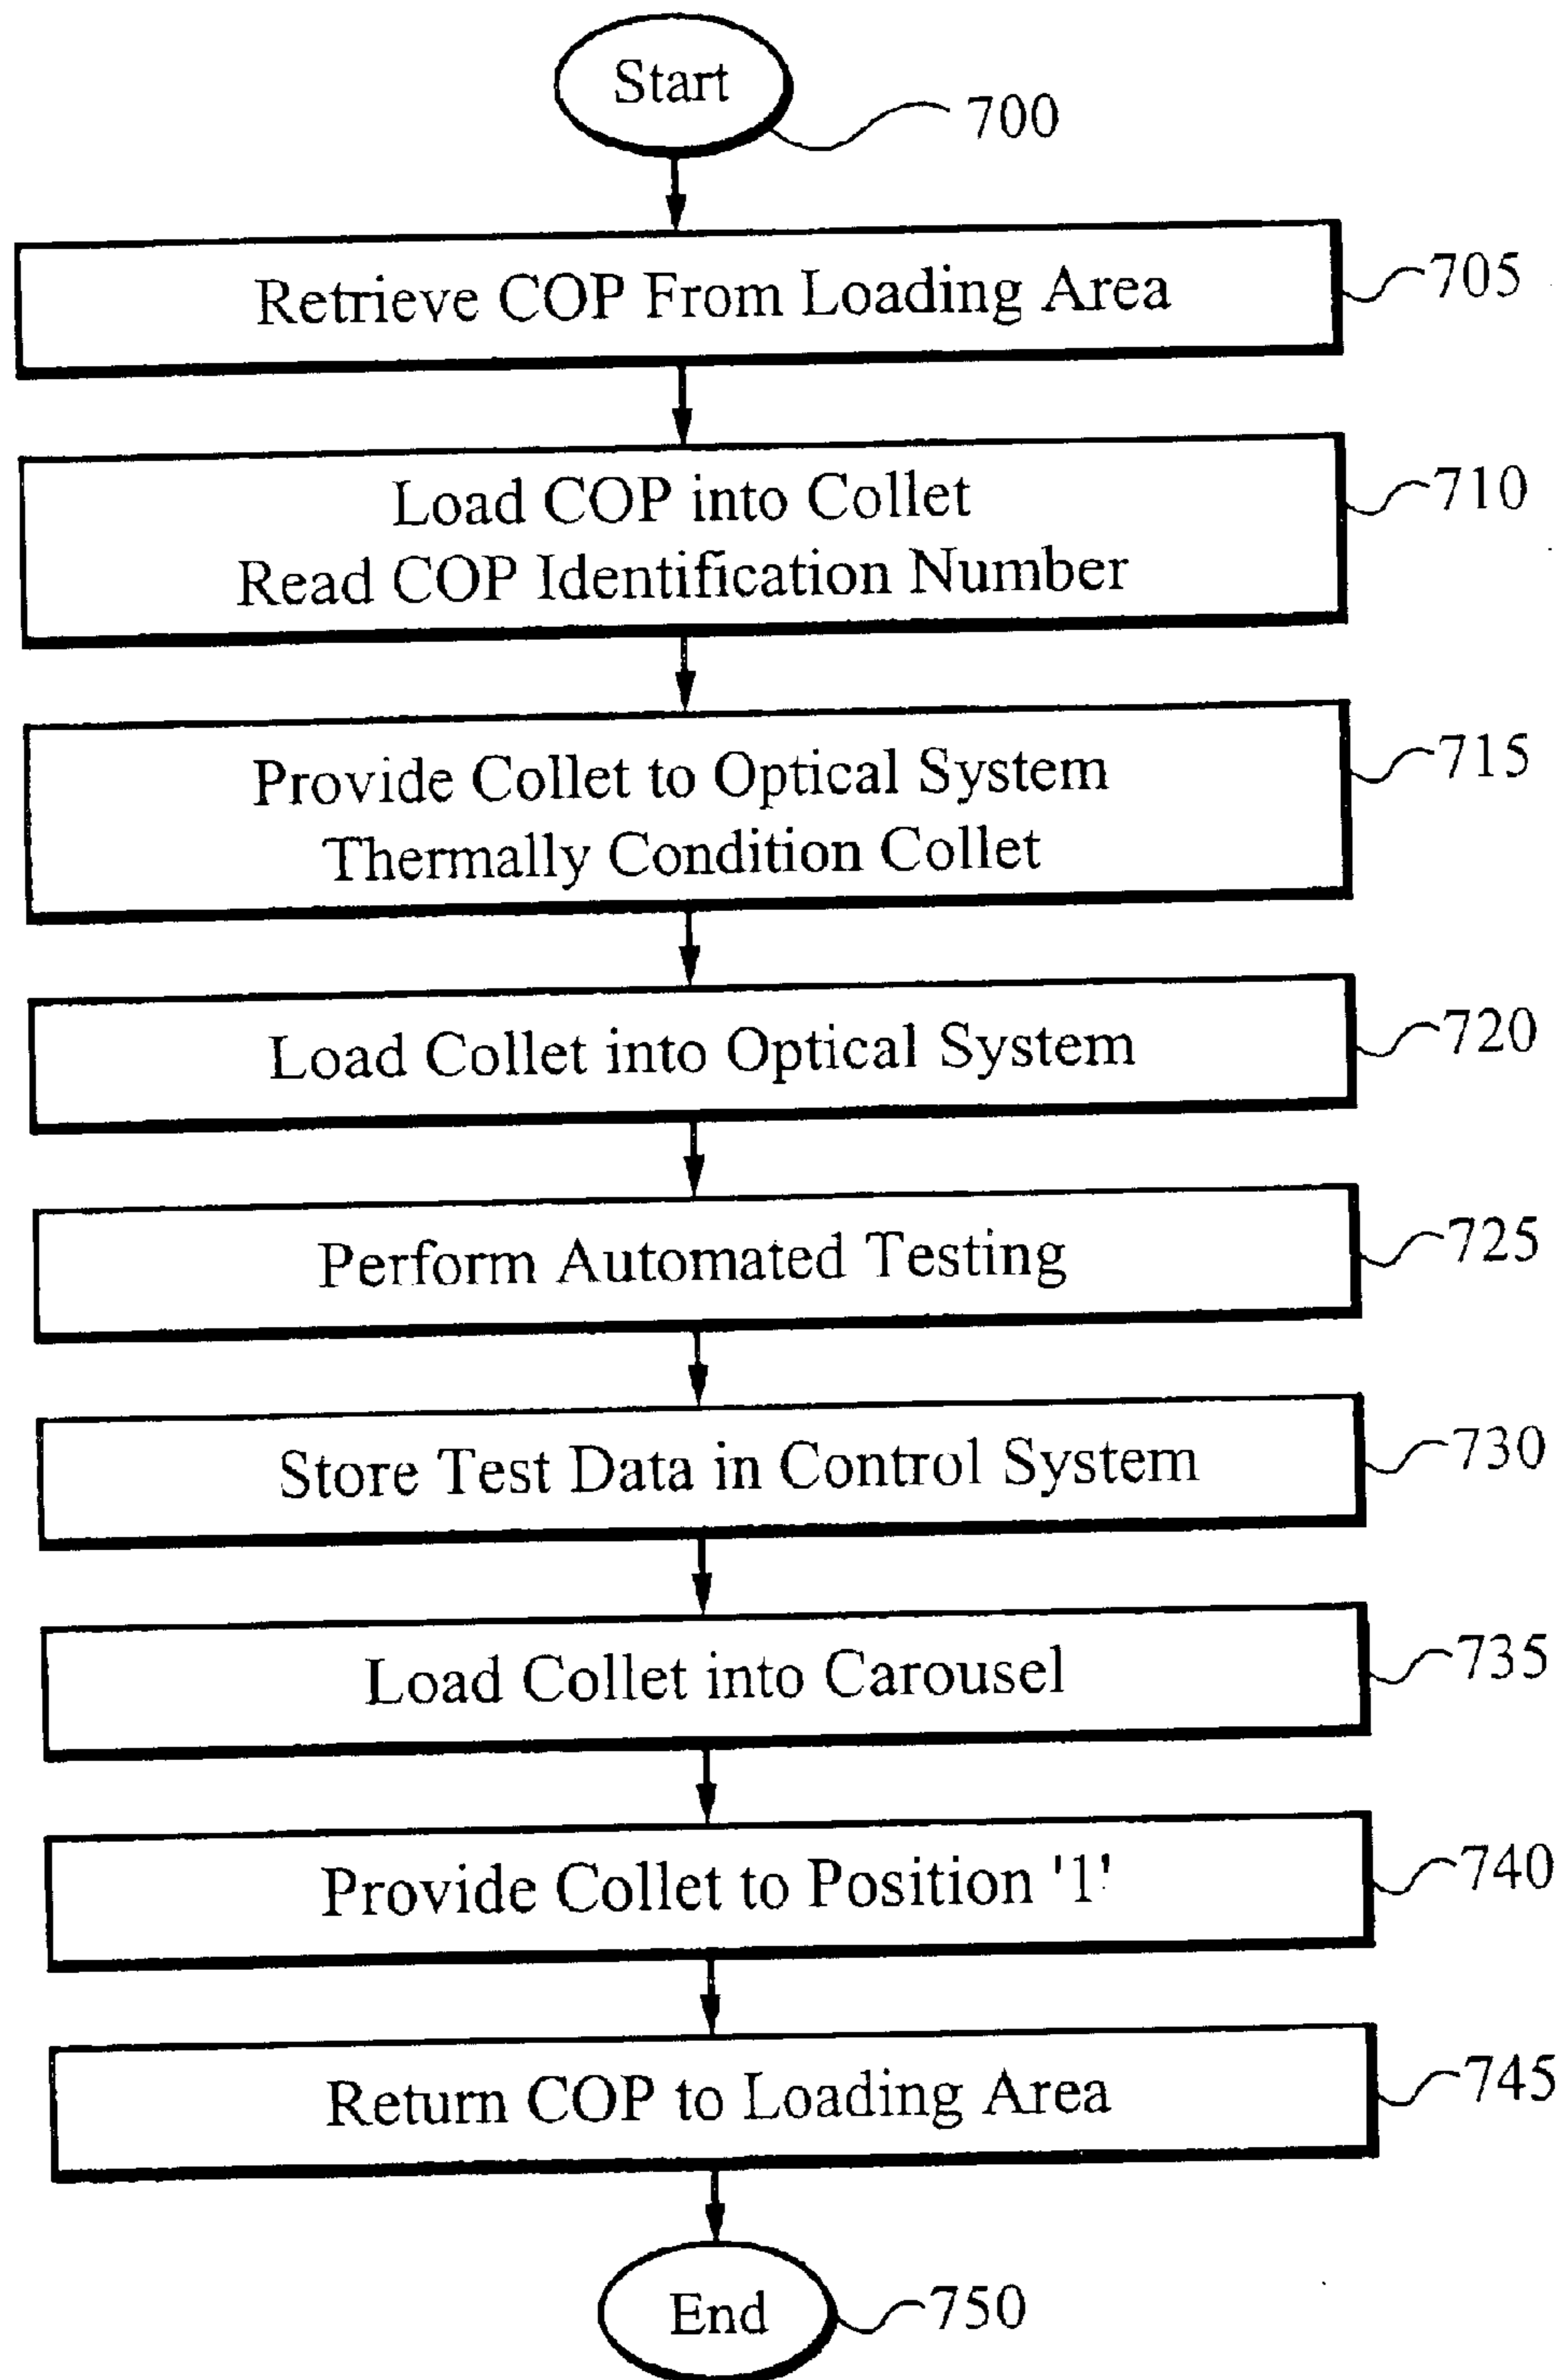 Start
700
Retrieve COP From Loading Area
705
Load COP into Collet
Read COP Identification Number
710
Provide Collet to Optical System
Thermally Condition Collet
715
Load Collet into Optical System
720
Perform Automated Testing
725
Store Test Data in Control System
730
Load Collet into Carousel
735
Provide Collet to Position '1'
740
Return COP to Loading Area
745
End
750